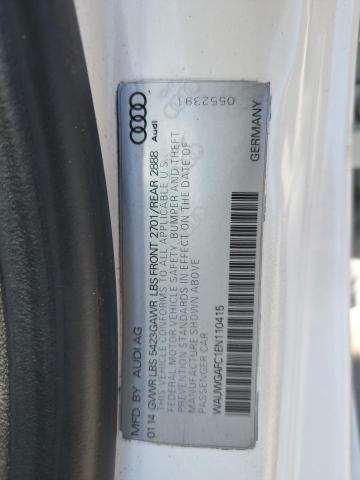 MFD BY AUDI AG
01 14 GVWR LBS 5423 GAWR LBS FRONT 2701/REAR 2888
THIS VEHICLE CONFORMS TO ALL APPLICABLE U.S.
FEDERAL MOTOR VEHICLE SAFETY, BUMPER AND THEFT
PREVENTION STANDARDS IN EFFECT ON THE DATE OF
MANUFACTURE SHOWN ABOVE
PASSENGER CAR
WAUWGAFC1EN110415
Audi
0552391
GERMANY